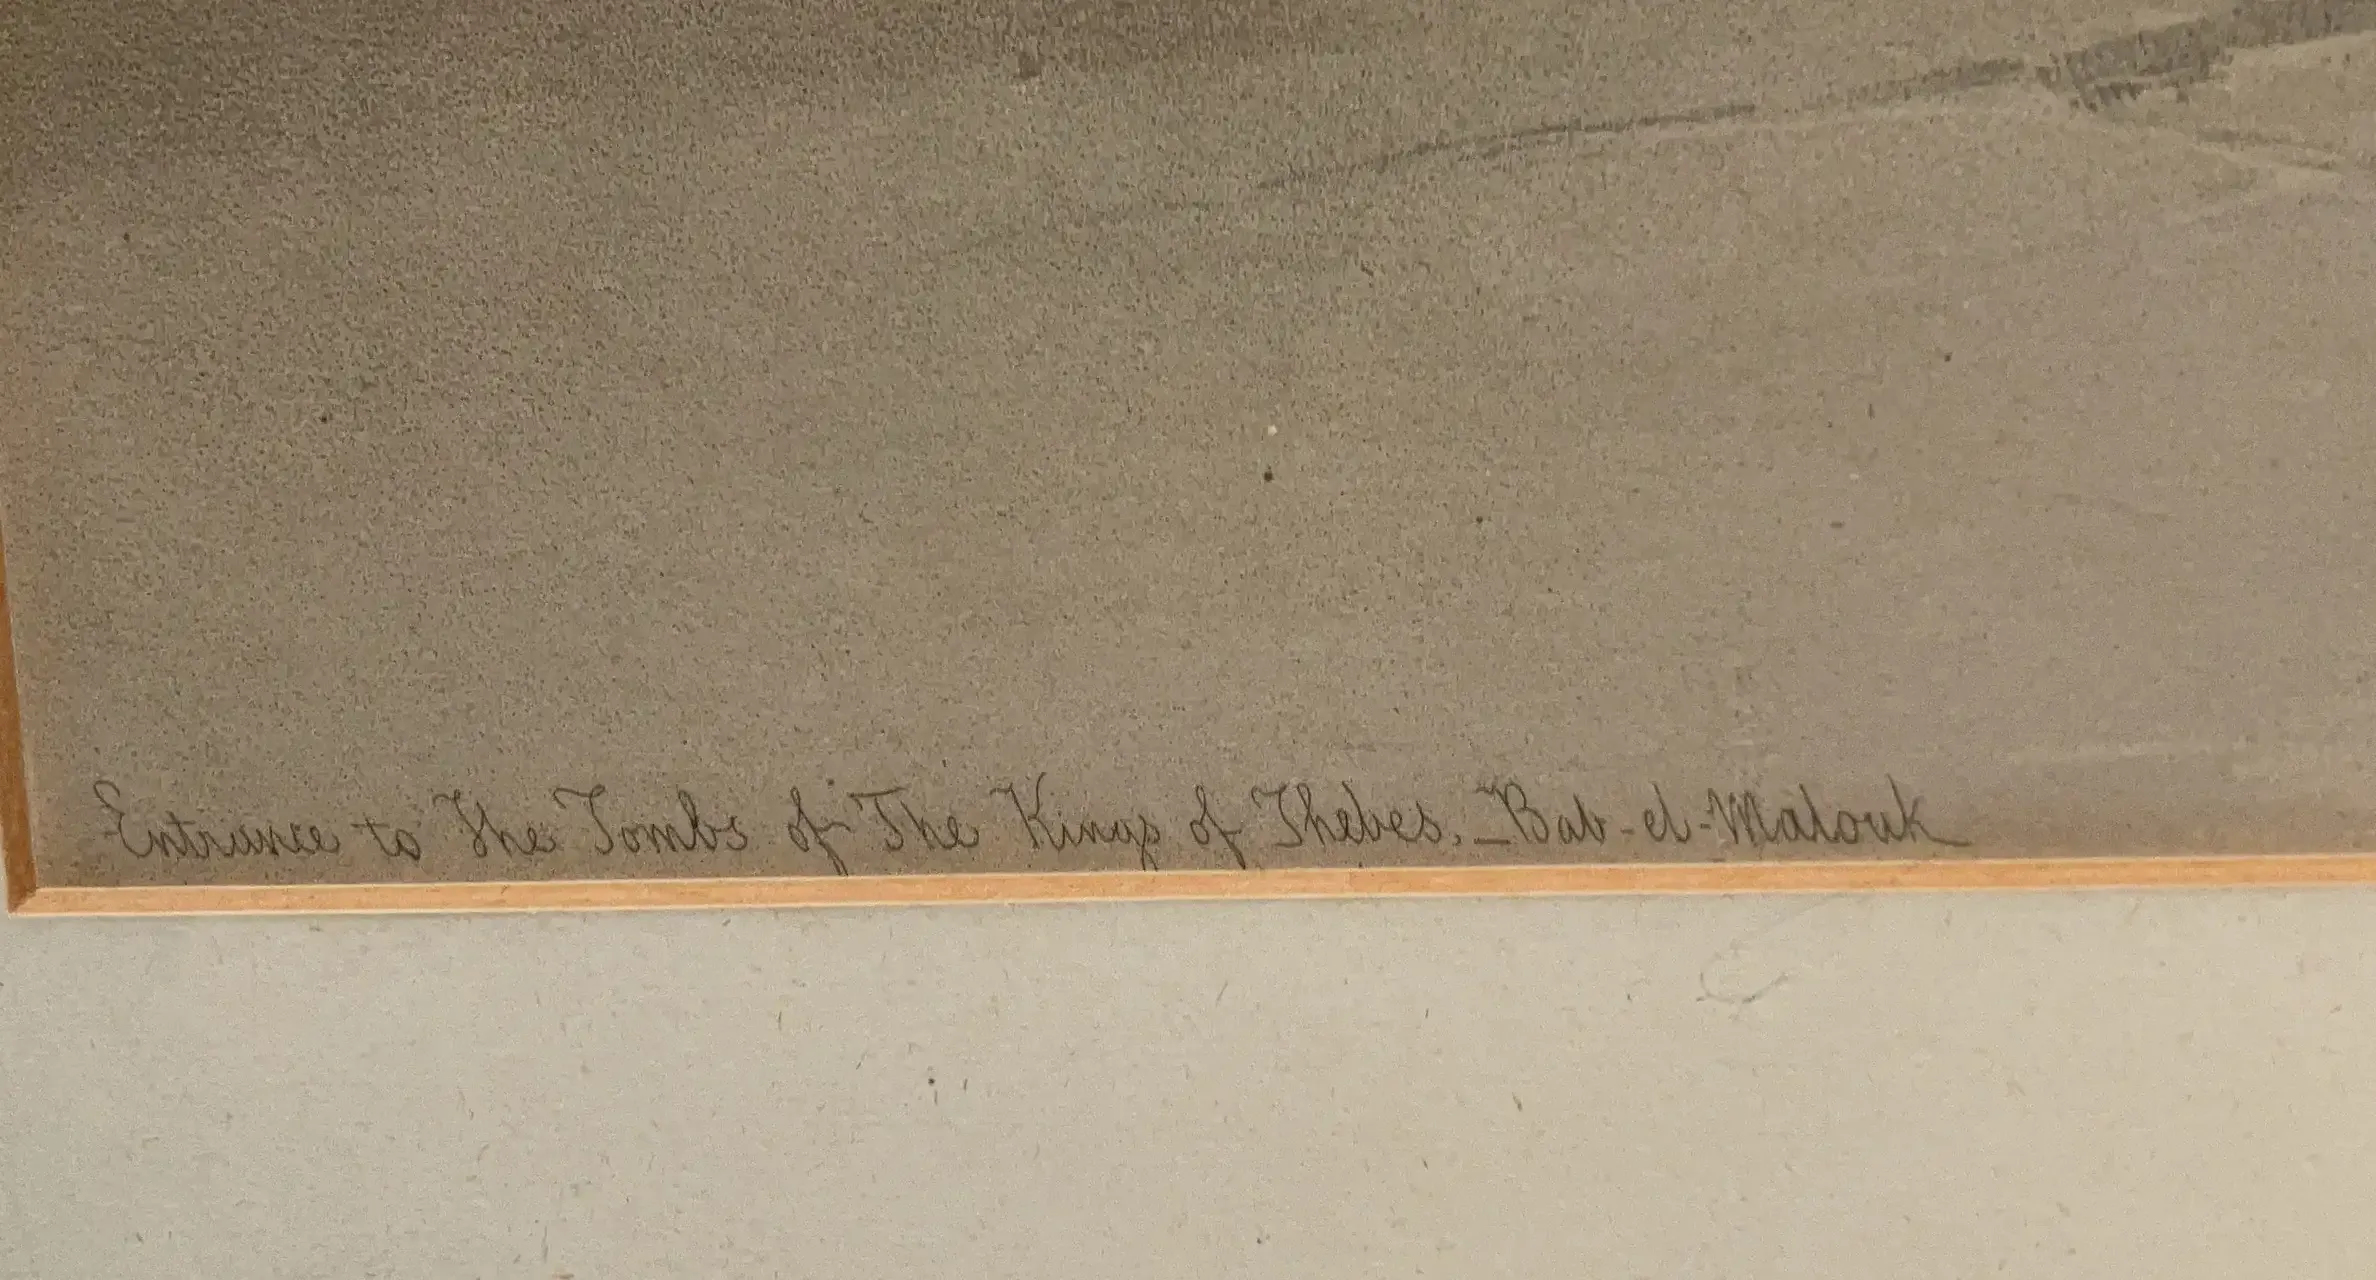 Entrance to The Tombs of The Kings of Thebes. – Bab-el-Malouk